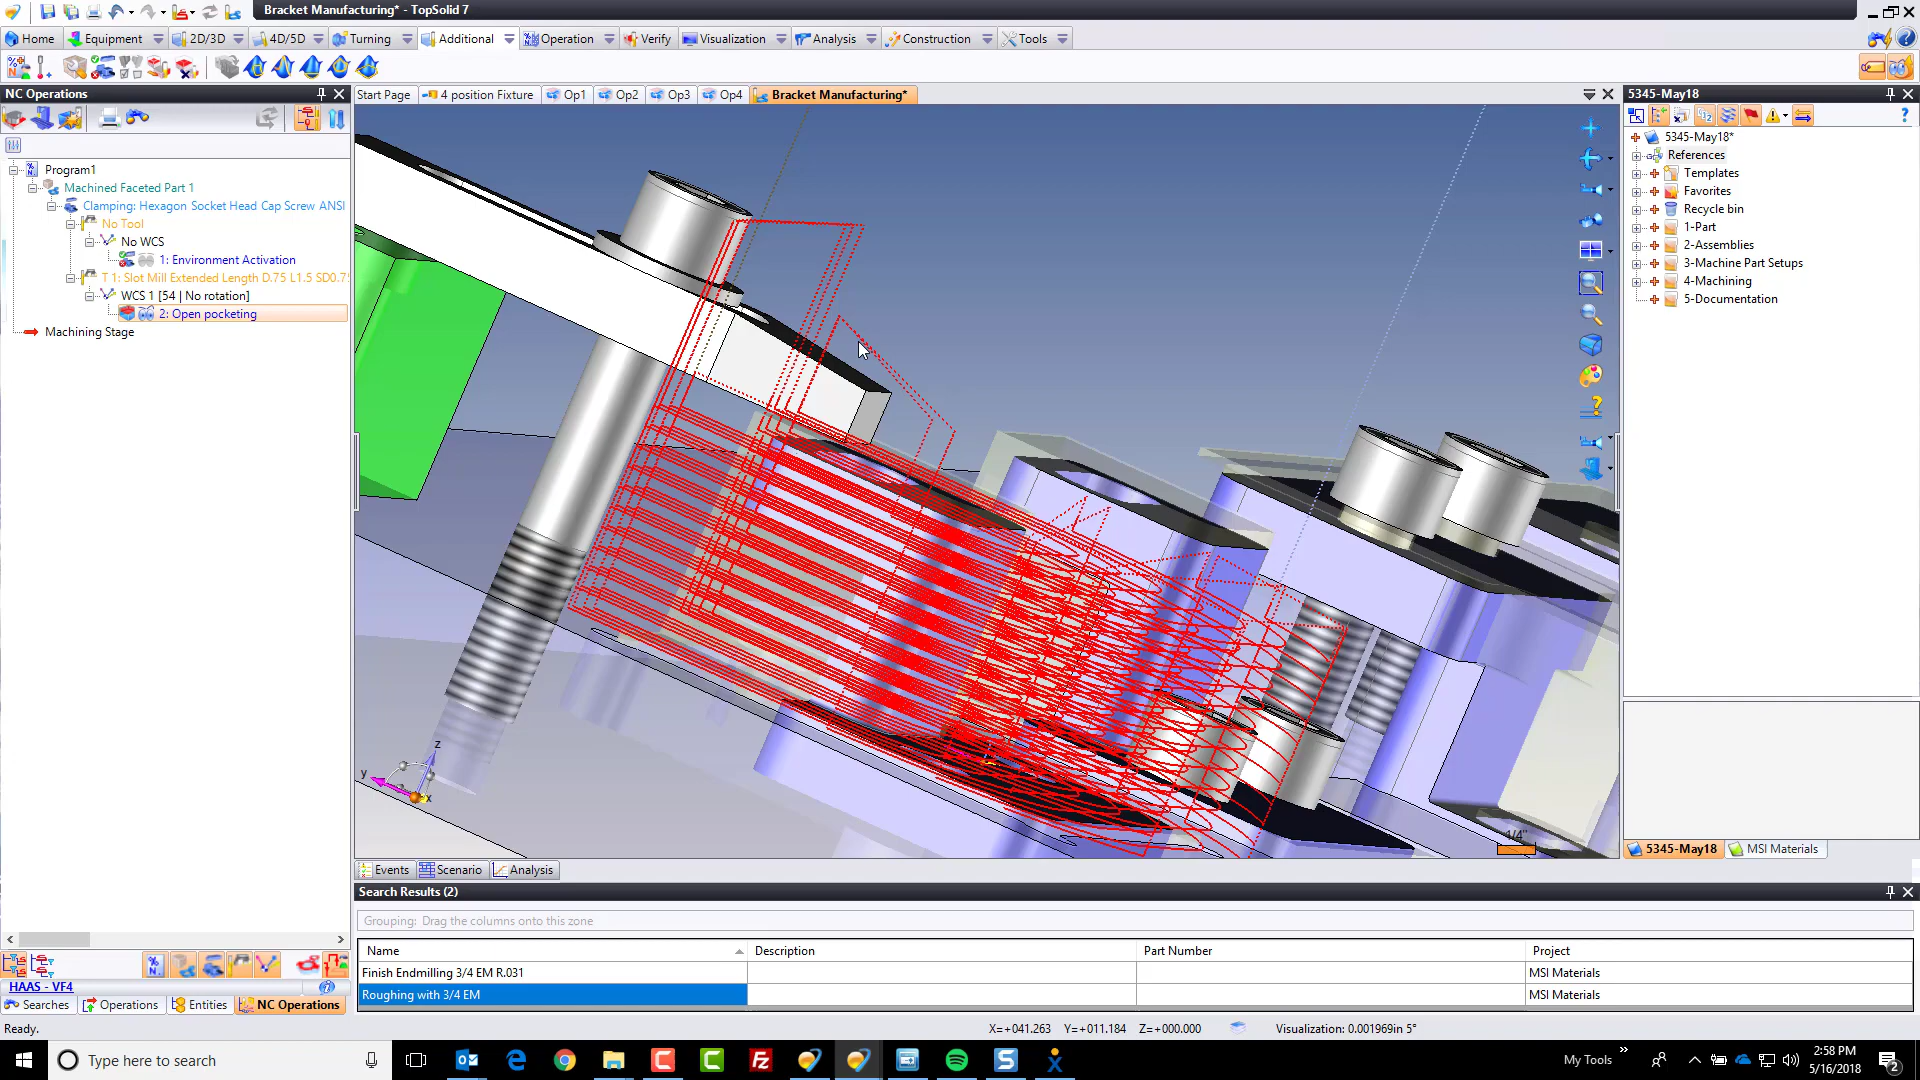 Bracket Manufacturing* - TopSolid 7
Home Equipment 2D/3D 4D/5D Turning Additional Operation Verify Visualization Analysis Construction Tools
NC Operations
Start Page 4 position Fixture Op1 Op2 Op3 Op4 Bracket Manufacturing*
5345-May18
Program1
Machined Faceted Part 1
Clamping: Hexagon Socket Head Cap Screw ANSI
No Tool
No WCS
1: Environment Activation
T 1: Slot Mill Extended Length D.75 L1.5 SD0.7
WCS 1 [54 | No rotation]
2: Open pocketing
Machining Stage
5345-May18*
References
Templates
Favorites
Recycle bin
1-Part
2-Assemblies
3-Machine Part Setups
4-Machining
5-Documentation
z
y
x
1/4"
5345-May18 MSI Materials
Events Scenario Analysis
Search Results (2)
Grouping: Drag the columns onto this zone
Name Description Part Number Project
Finish Endmilling 3/4 EM R.031 MSI Materials
Roughing with 3/4 EM MSI Materials
HAAS - VF4
Searches Operations Entities NC Operations
Ready.
X=+041.263 Y=+011.184 Z=+000.000 Visualization: 0.001969in 5°
Type here to search
My Tools
2:58 PM
5/16/2018
2